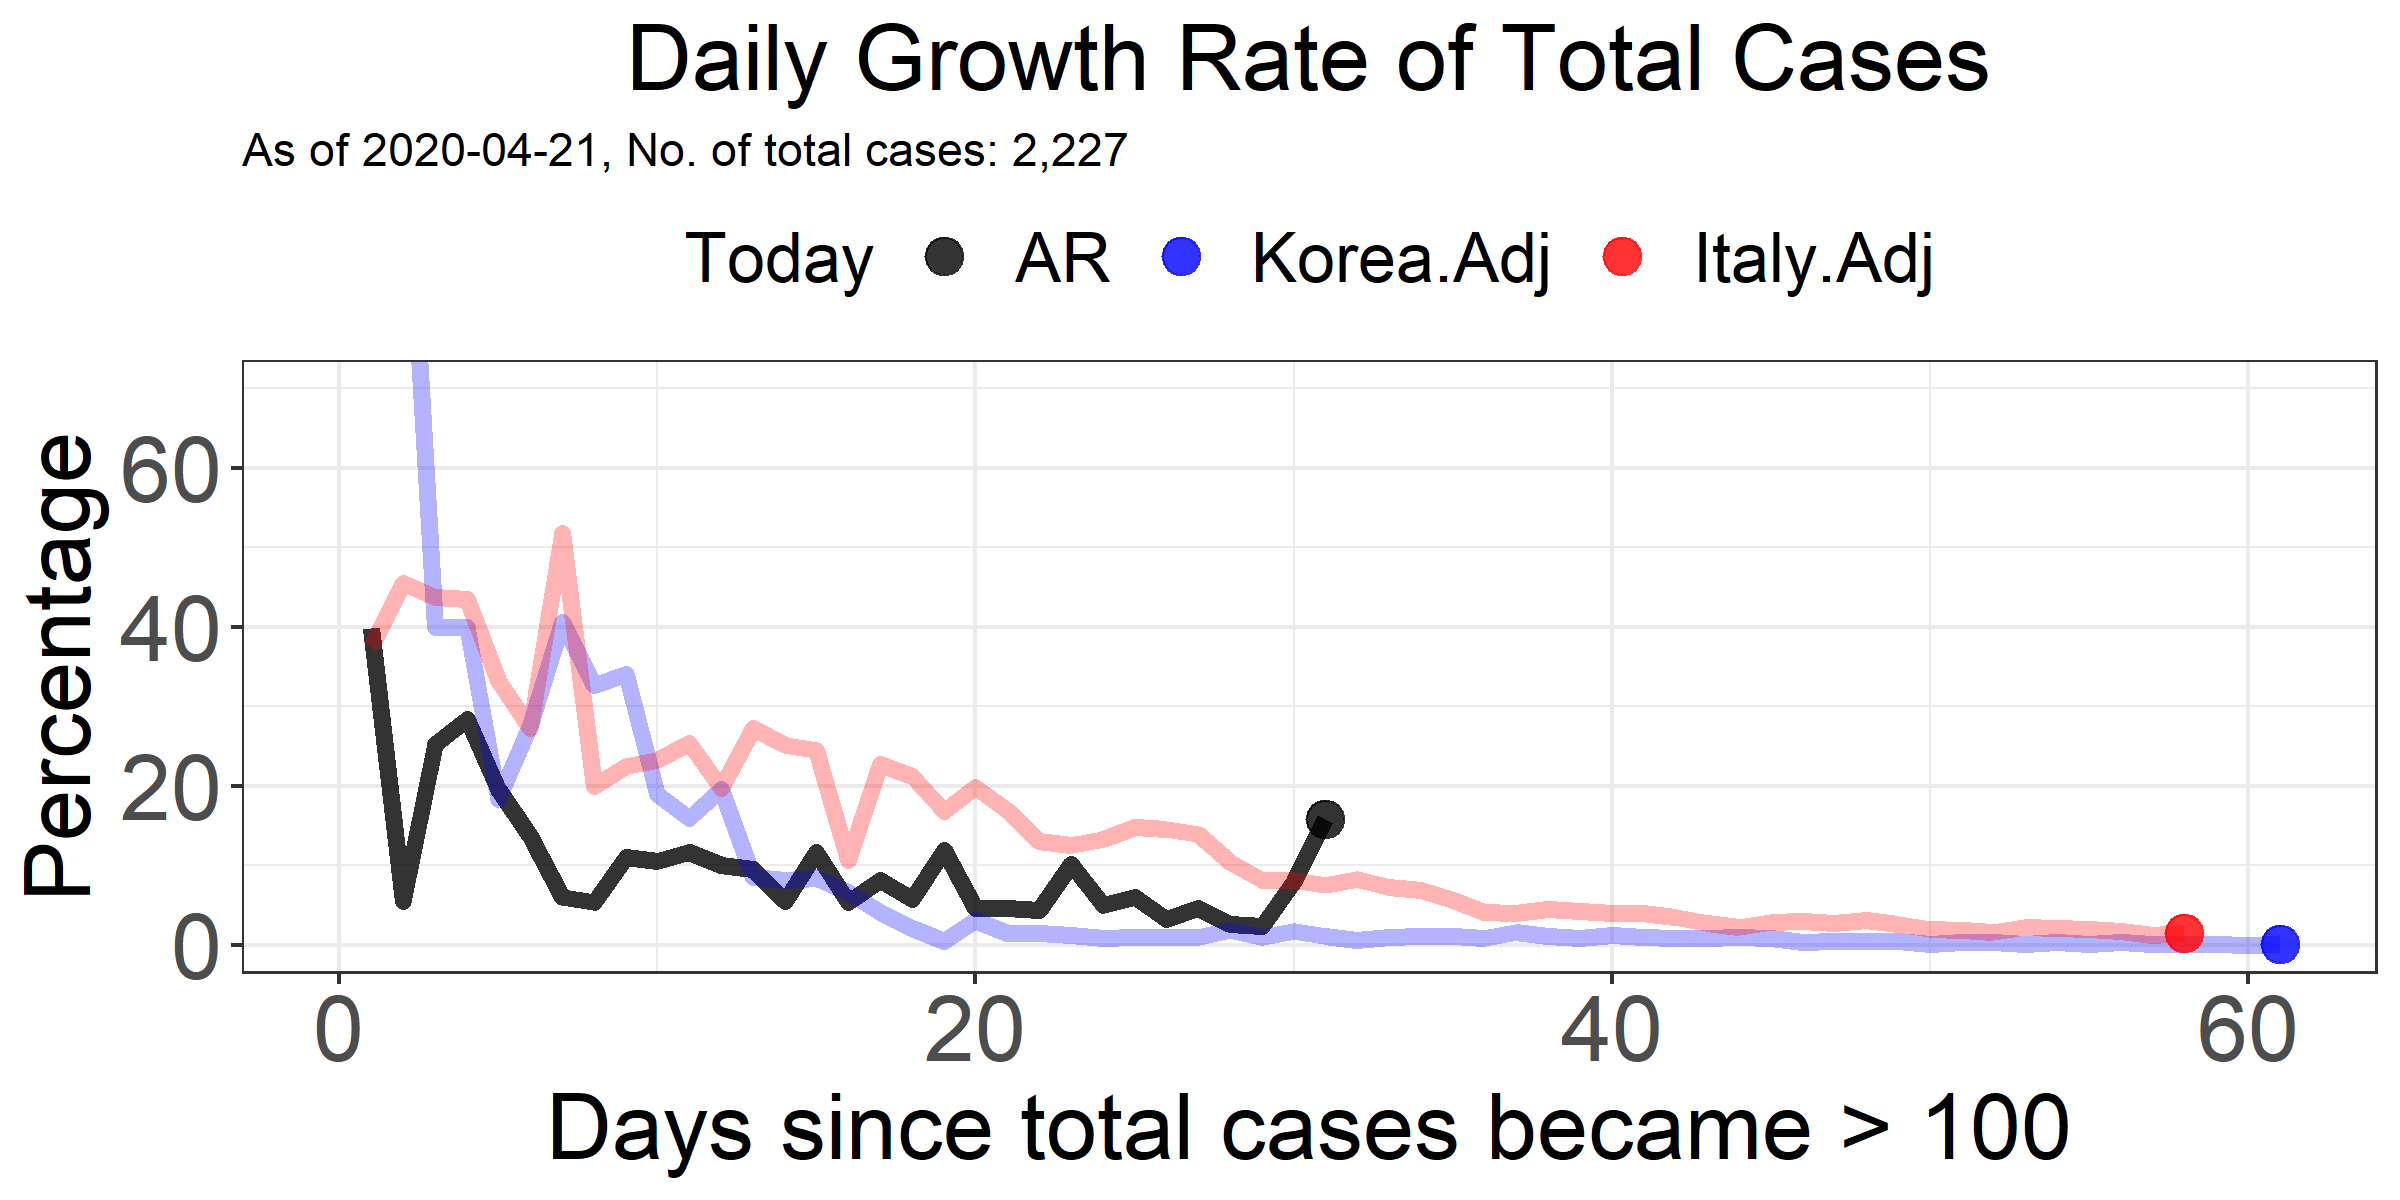 Daily Growth Rate of Total Cases
As of 2020-04-21, No. of total cases: 2,227
Today AR Korea.Adj Italy.Adj
Percentage
60
40
20
0
0 20 40 60
Days since total cases became > 100